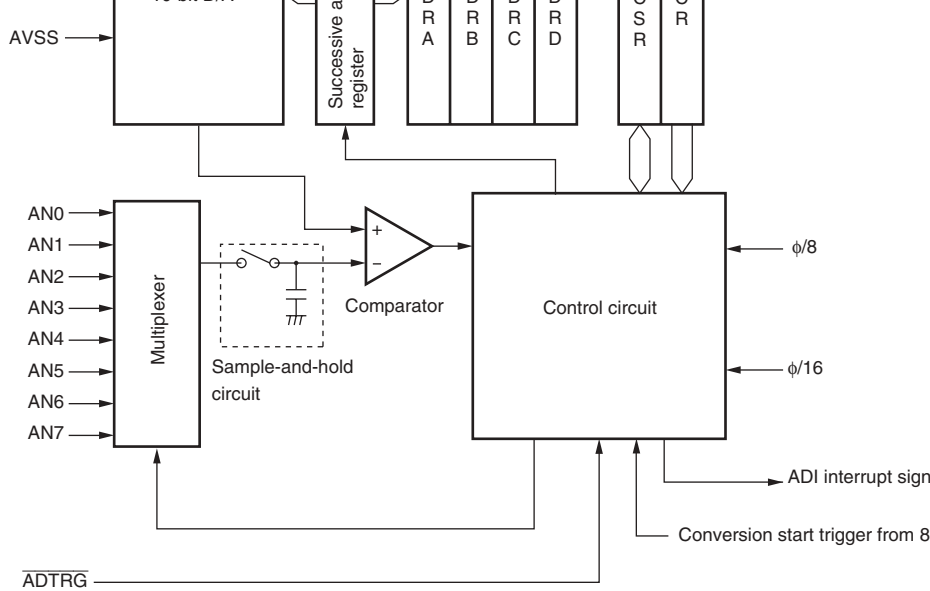 AVSS
Successive a
register
D
R
A
D
R
B
D
R
C
D
R
D
S
R
R
AN0
AN1
AN2
AN3
AN4
AN5
AN6
AN7
Multiplexer
+
−
Comparator
Sample-and-hold
circuit
Control circuit
ϕ/8
ϕ/16
ADI interrupt sign
Conversion start trigger from 8
ADTRG